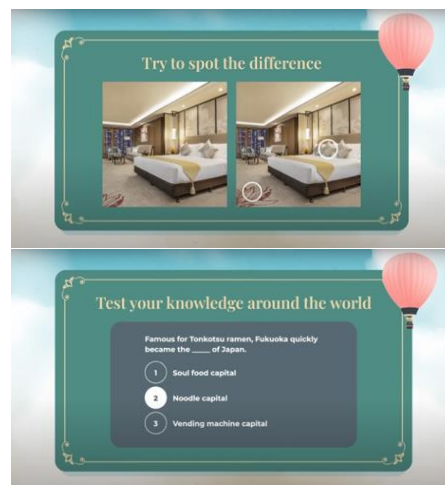 Try to spot the difference
Test your knowledge around the world
Famous for Tonkotsu ramen, Fukuoka quickly
became the ____ of Japan.
1 Soul food capital
2 Noodle capital
3 Vending machine capital